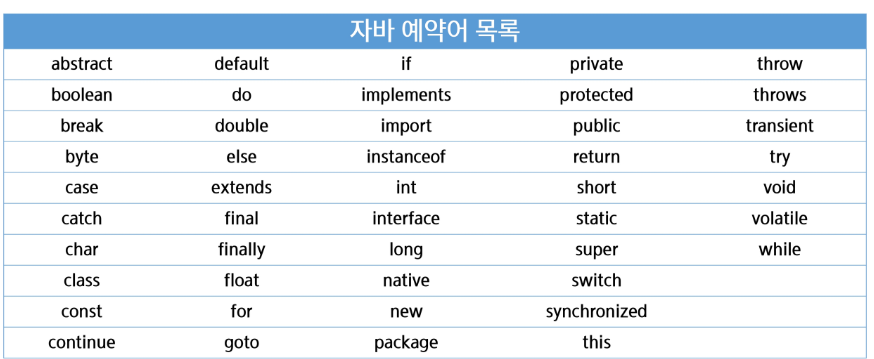 자바 예약어 목록
abstract default if private throw
boolean do implements protected throws
break double import public transient
byte else instanceof return try
case extends int short void
catch final interface static volatile
char finally long super while
class float native switch
const for new synchronized
continue goto package this